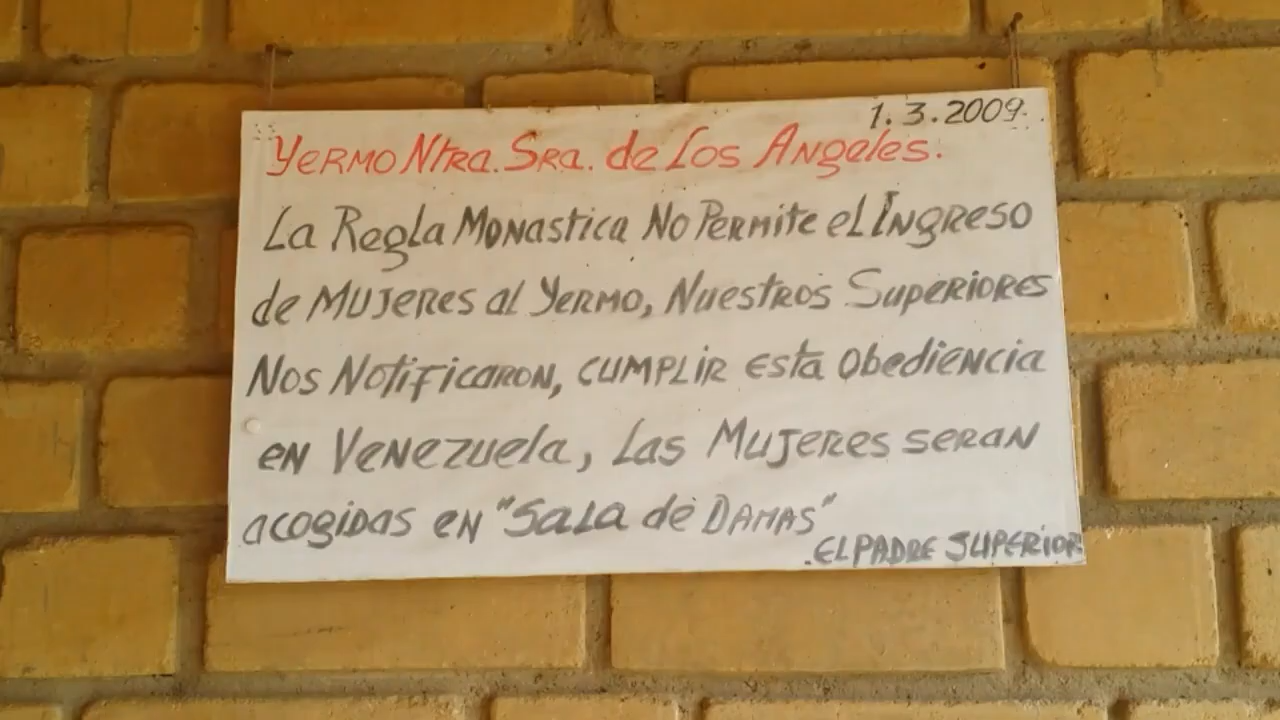 1.3.2009.
Yermo Ntra. Sra. de Los Angeles.
La Regla Monastica No Permite el Ingreso
de Mujeres al Yermo, Nuestros Superiores
Nos Notificaron, cumplir esta Obediencia
en Venezuela, Las Mujeres seran
acogidas en "Sala de Damas"
.EL PADRE SUPERIOR.